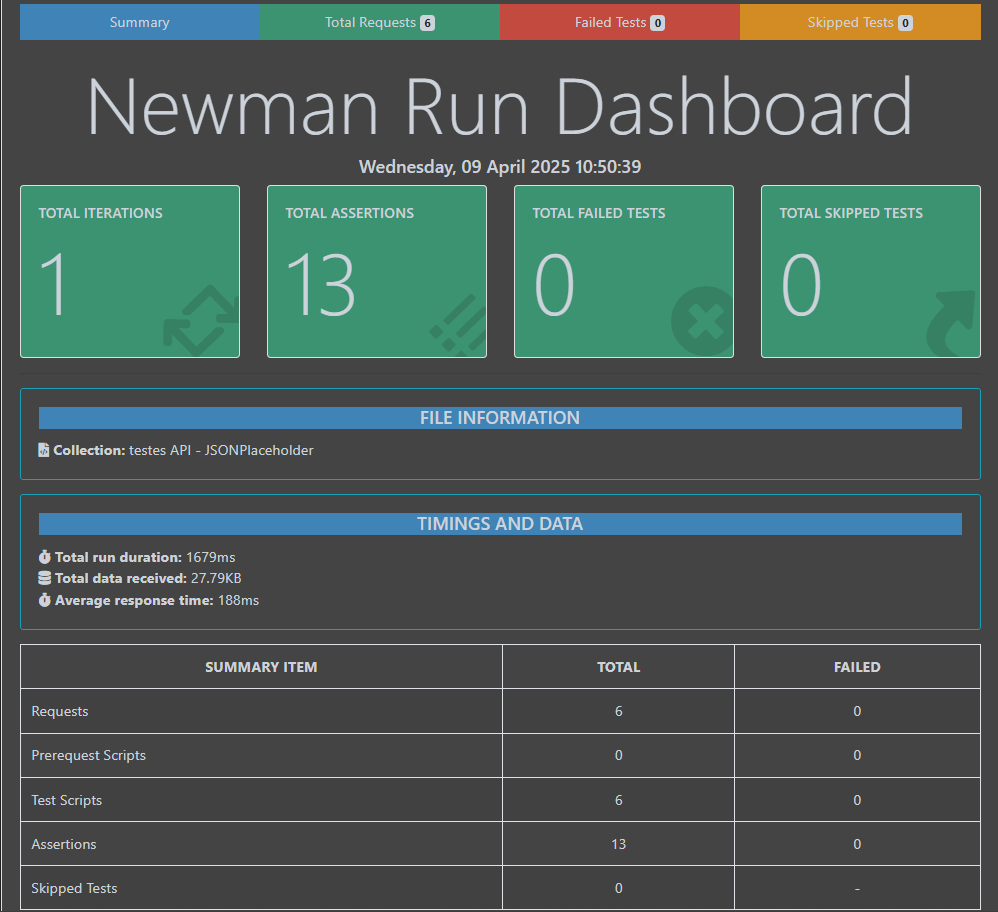 Summary Total Requests 6 Failed Tests 0 Skipped Tests 0
Newman Run Dashboard
Wednesday, 09 April 2025 10:50:39
TOTAL ITERATIONS TOTAL ASSERTIONS TOTAL FAILED TESTS TOTAL SKIPPED TESTS
1 13 0 0
FILE INFORMATION
Collection: testes API - JSONPlaceholder
TIMINGS AND DATA
Total run duration: 1679ms
Total data received: 27.79KB
Average response time: 188ms
SUMMARY ITEM TOTAL FAILED
Requests 6 0
Prerequest Scripts 0 0
Test Scripts 6 0
Assertions 13 0
Skipped Tests 0 -